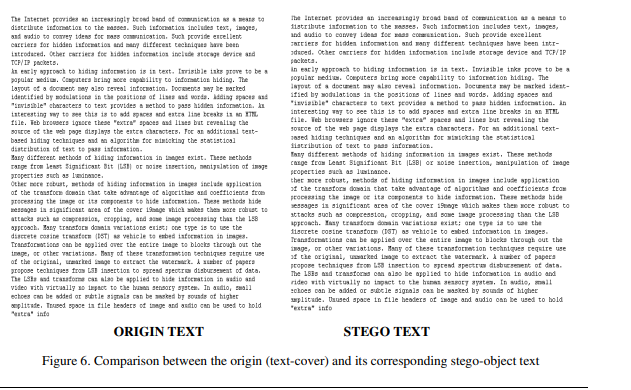 The Internet provides an increasingly broad band of communication as a means to
distribute information to the masses. Such information includes text, images,
and audio to convey ideas for mass communication. Such provide excellent
carriers for hidden information and many different techniques have been
introduced. Other carriers for hidden information include storage device and
TCP/IP packets.
An early approach to hiding information is in text. Invisible inks prove to be a
popular medium. Computers bring more capability to information hiding. The
layout of a document may also reveal information. Documents may be marked
identified by modulations in the positions of lines and words. Adding spaces and
"invisible" characters to text provides a method to pass hidden information. An
interesting way to see this is to add spaces and extra line breaks in an HTML
file. Web browsers ignore these "extra" spaces and lines but revealing the
source of the web page displays the extra characters. For an additional text-
based hiding techniques and an algorithm for mimicking the statistical
distribution of text to pass information.
Many different methods of hiding information in images exist. These methods
range from Least Significant Bit (LSB) or noise insertion, manipulation of image
properties such as luminance.
Other more robust, methods of hiding information in images include application
of the transform domain that take advantage of algorithms and coefficients from
processing the image or its components to hide information. These methods hide
messages in significant area of the cover iMamge which makes them more robust to
attacks such as compression, cropping, and some image processing than the LSB
approach. Many transform domain variations exist; one type is to use the
discrete cosine transform (DST) as vehicle to embed information in images.
Transformations can be applied over the entire image to blocks through out the
image, or other variations. Many of these transformation techniques require use
of the original, unmarked image to extract the watermark. A number of papers
propose techniques from LSB insertion to spread spectrum disbursement of data.
The LSBs and transforms can also be applied to hide information in audio and
video with virtually no impact to the human sensory system. In audio, small
echoes can be added or subtle signals can be masked by sounds of higher
amplitude. Unused space in file headers of image and audio can be used to hold
"extra" info
The Internet provides an increasingly broad band of communication as a means to
distribute information to the masses. Such information includes text, images,
and audio to convey ideas for mass communication. Such provide excellent
carriers for hidden information and many different techniques have been intr-
oduced. Other carriers for hidden information include storage device and TCP/IP
packets.
An early approach to hiding information is in text. Invisible inks prove to be a
popular medium. Computers bring more capability to information hiding. The
layout of a document may also reveal information. Documents may be marked
ified by modulations in the positions of lines and words. Adding spaces and
"invisible" characters to text provides a method to pass hidden information. An
interesting way to see this is to add spaces and extra line breaks in an HTML
file. Web browsers ignore these "extra" spaces and lines but revealing the
source of the web page displays the extra characters. For an additional text-
based hiding techniques and an algorithm for mimicking the statistical
distribution of text to pass information.
Many different methods of hiding information in images exist. These methods
range from Least Significant Bit (LSB) or noise insertion, manipulation of image
properties such as luminance.
ther more robust, methods of hiding information in images include application
of the transform domain that take advantage of algorithms and coefficients from
processing the image or its components to hide information. These methods hide
messages in significant area of the cover iMamge which makes them more robust to
attacks such as compression, cropping, and some image processing than the LSB
approach. Many transform domain variations exist; one type is to use the
discrete cosine transform (DST) as vehicle to embed information in images.
Transformations can be applied over the entire image to blocks through out the
image, or other variations. Many of these transformation techniques require use
of the original, unmarked image to extract the watermark. A number of papers
propose techniques from LSB insertion to spread spectrum disbursement of data.
The LSBs and transforms can also be applied to hide information in audio and
video with virtually no impact to the human sensory system. In audio, small
echoes can be added or subtle signals can be masked by sounds of higher
amplitude. Unused space in file headers of image and audio can be used to hold
"extra" info
ORIGIN TEXT
STEGO TEXT
Figure 6. Comparison between the origin (text-cover) and its corresponding stego-object text